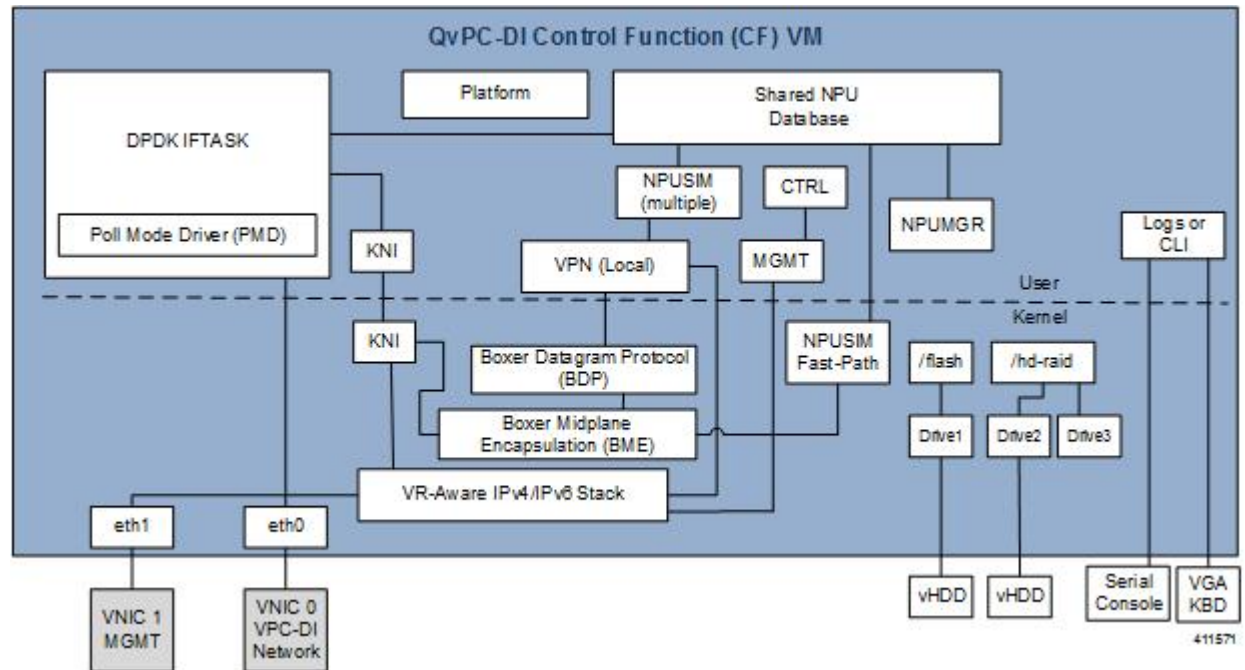 QvPC-DI Control Function (CF) VM
Platform
Shared NPU
Database
DPDK IFTASK
NPUSIM
(multiple)
CTRL
NPUMGR
Poll Mode Driver (PMD)
KNI
VPN (Local)
MGMT
Logs or
CLI
User
Kernel
KNI
Boxer Datagram Protocol
(BDP)
NPUSIM
Fast-Path
/flash
/hd-raid
Boxer Midplane
Encapsulation (BME)
Drive1
Drive2
Drive3
VR-Aware IPv4/IPv6 Stack
eth1
eth0
VNIC 1
MGMT
VNIC 0
VPC-DI
Network
vHDD
vHDD
Serial
Console
VGA
KBD
411571